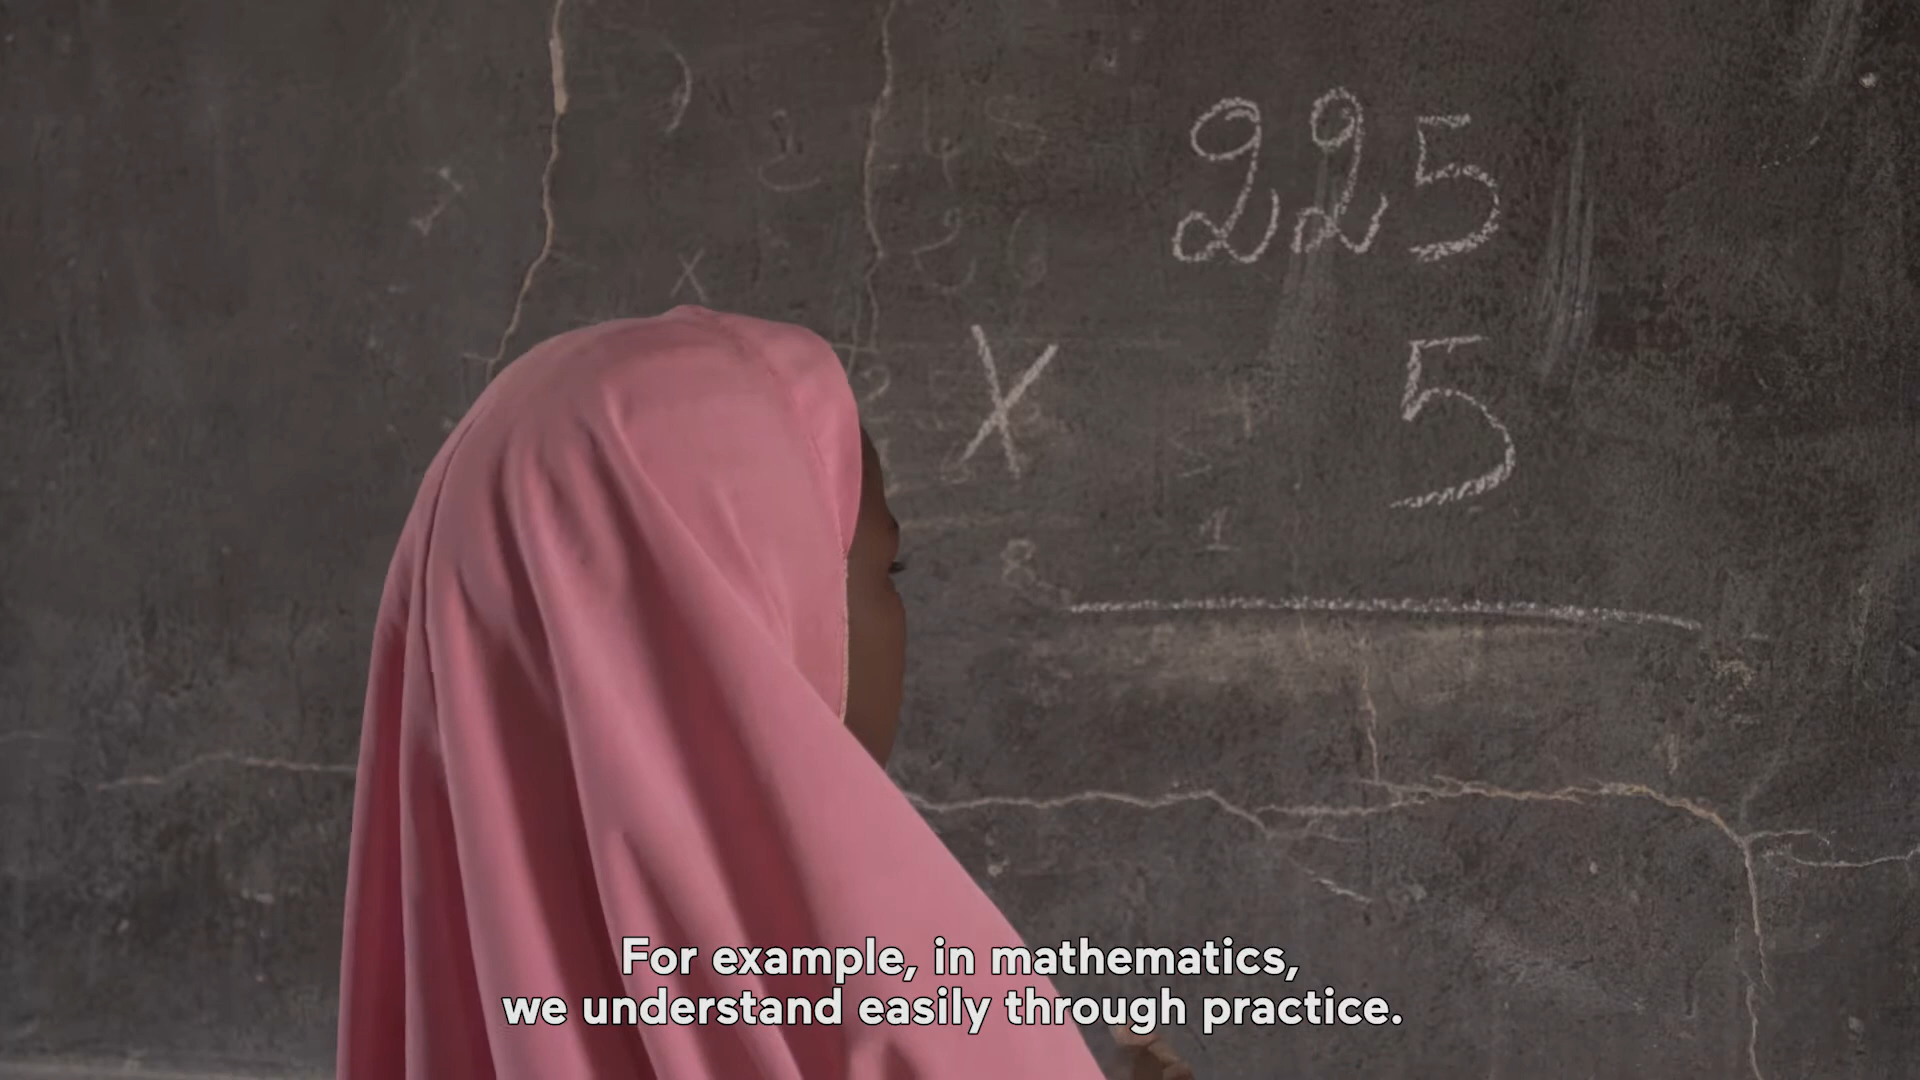 225
X 5
For example, in mathematics,
we understand easily through practice.